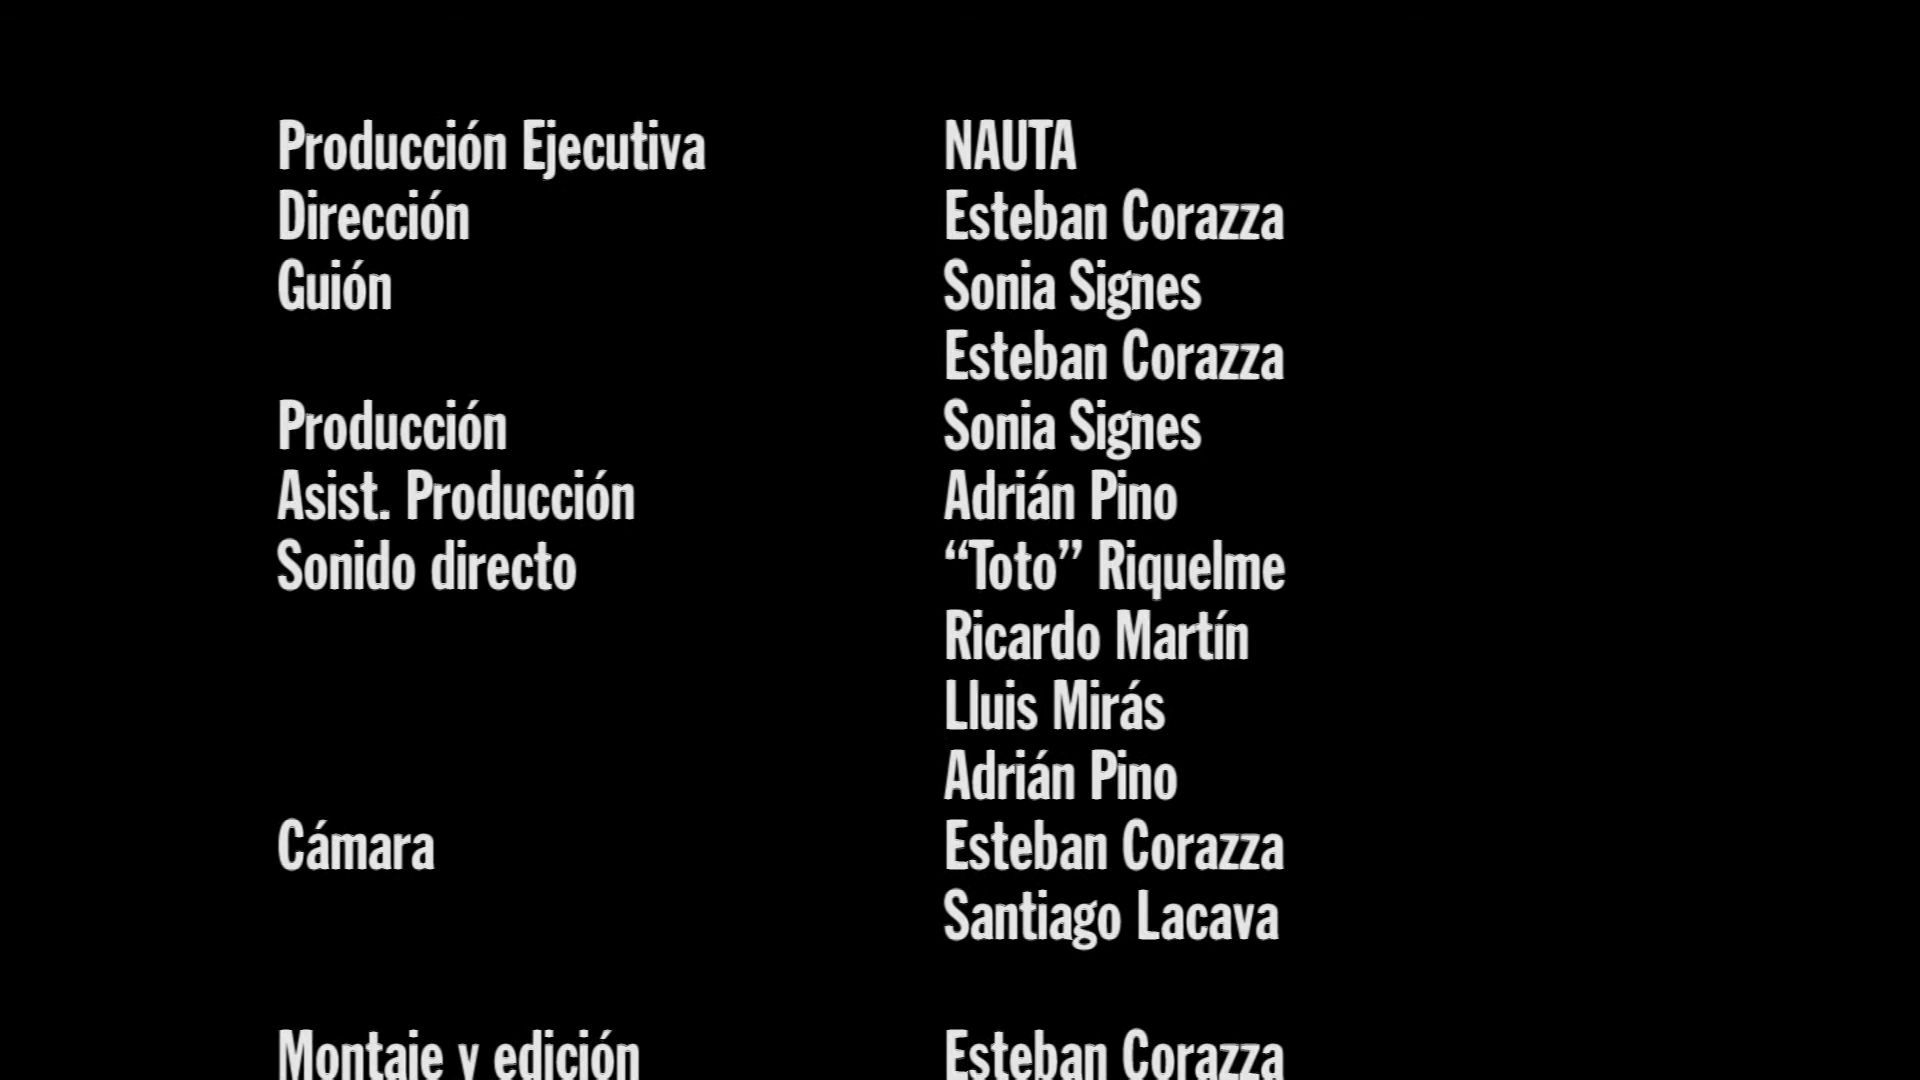 Producción Ejecutiva NAUTA
Dirección Esteban Corazza
Guión Sonia Signes
Esteban Corazza
Producción Sonia Signes
Asist. Producción Adrián Pino
Sonido directo “Toto” Riquelme
Ricardo Martín
Lluis Mirás
Adrián Pino
Cámara Esteban Corazza
Santiago Lacava
Montaje y edición Esteban Corazza